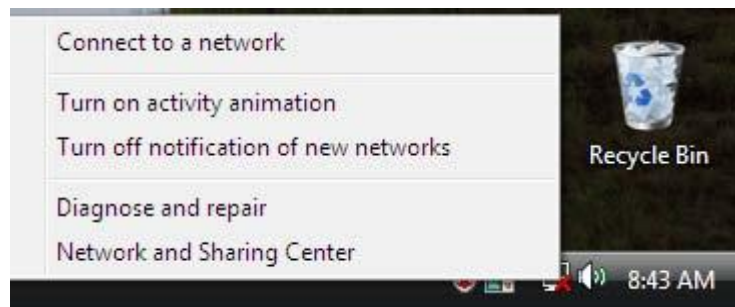 Connect to a network
Turn on activity animation
Turn off notification of new networks
Diagnose and repair
Network and Sharing Center
Recycle Bin
8:43 AM